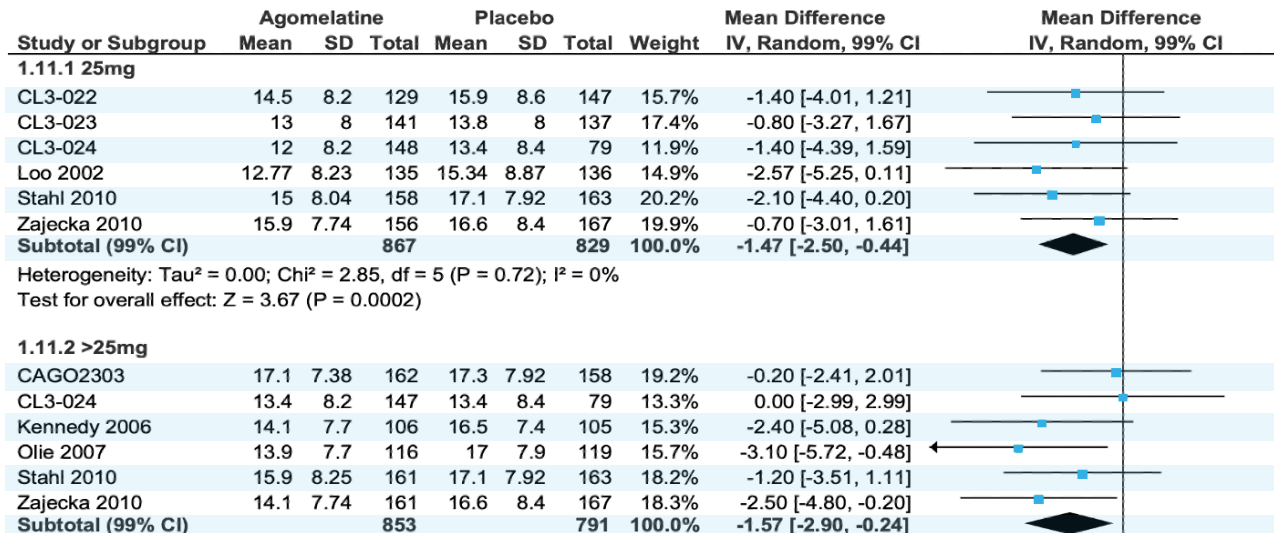 Agomelatine Placebo Mean Difference Mean Difference
Study or Subgroup Mean SD Total Mean SD Total Weight IV, Random, 99% CI IV, Random, 99% CI
1.11.1 25mg
CL3-022 14.5 8.2 129 15.9 8.6 147 15.7% -1.40 [-4.01, 1.21]
CL3-023 13 8 141 13.8 8 137 17.4% -0.80 [-3.27, 1.67]
CL3-024 12 8.2 148 13.4 8.4 79 11.9% -1.40 [-4.39, 1.59]
Loo 2002 12.77 8.23 135 15.34 8.87 136 14.9% -2.57 [-5.25, 0.11]
Stahl 2010 15 8.04 158 17.1 7.92 163 20.2% -2.10 [-4.40, 0.20]
Zajecka 2010 15.9 7.74 156 16.6 8.4 167 19.9% -0.70 [-3.01, 1.61]
Subtotal (99% CI) 867 829 100.0% -1.47 [-2.50, -0.44]
Heterogeneity: Tau² = 0.00; Chi² = 2.85, df = 5 (P = 0.72); I² = 0%
Test for overall effect: Z = 3.67 (P = 0.0002)
1.11.2 >25mg
CAGO2303 17.1 7.38 162 17.3 7.92 158 19.2% -0.20 [-2.41, 2.01]
CL3-024 13.4 8.2 147 13.4 8.4 79 13.3% 0.00 [-2.99, 2.99]
Kennedy 2006 14.1 7.7 106 16.5 7.4 105 15.3% -2.40 [-5.08, 0.28]
Olie 2007 13.9 7.7 116 17 7.9 119 15.7% -3.10 [-5.72, -0.48]
Stahl 2010 15.9 8.25 161 17.1 7.92 163 18.2% -1.20 [-3.51, 1.11]
Zajecka 2010 14.1 7.74 161 16.6 8.4 167 18.3% -2.50 [-4.80, -0.20]
Subtotal (99% CI) 853 791 100.0% -1.57 [-2.90, -0.24]